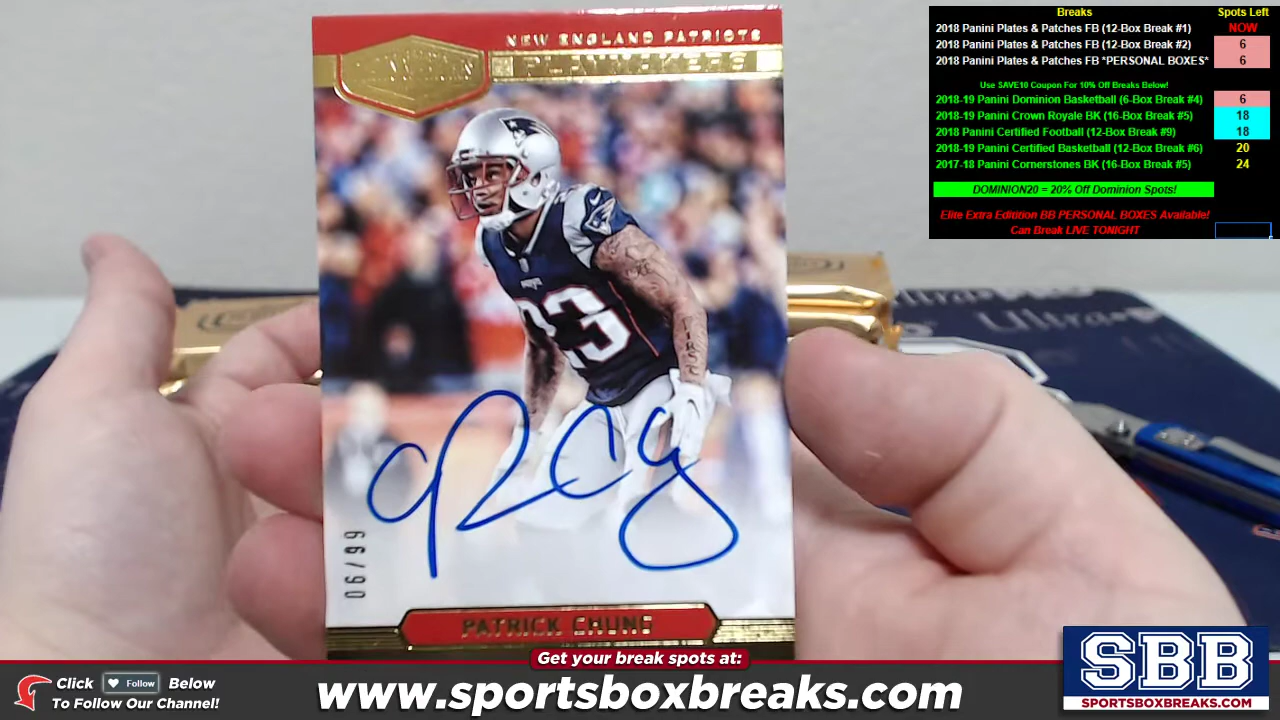 NEW ENGLAND PATRIOTS
PLAYMAKERS
23
06/99
PATRICK CHUNG
Breaks Spots Left
2018 Panini Plates & Patches FB (12-Box Break #1) NOW
2018 Panini Plates & Patches FB (12-Box Break #2) 6
2018 Panini Plates & Patches FB *PERSONAL BOXES* 6
Use SAVE10 Coupon For 10% Off Breaks Below!
2018-19 Panini Dominion Basketball (6-Box Break #4) 6
2018-19 Panini Crown Royale BK (16-Box Break #5) 18
2018 Panini Certified Football (12-Box Break #9) 18
2018-19 Panini Certified Basketball (12-Box Break #6) 20
2017-18 Panini Cornerstones BK (16-Box Break #5) 24
DOMINION20 = 20% Off Dominion Spots!
Elite Extra Edition BB PERSONAL BOXES Available!
Can Break LIVE TONIGHT
Get your break spots at:
Click Follow Below
To Follow Our Channel!
www.sportsboxbreaks.com
SBB
SPORTSBOXBREAKS.COM